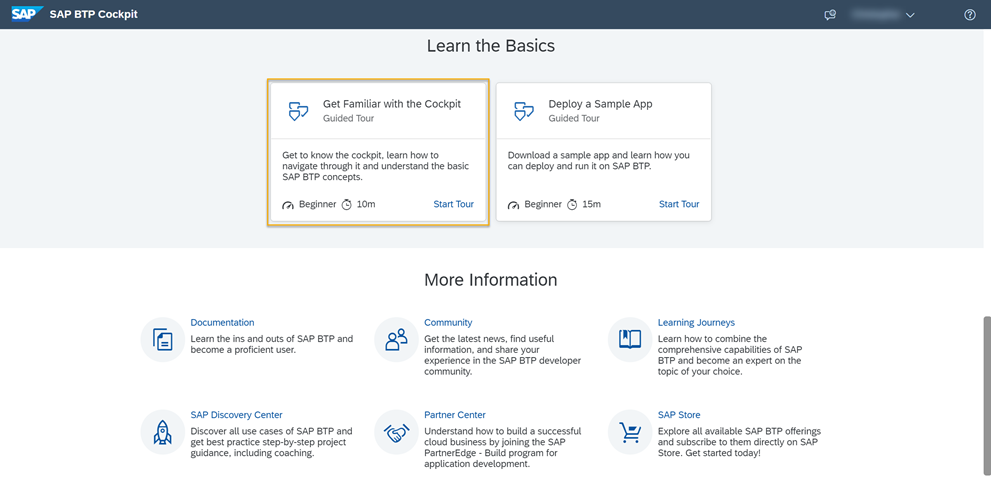 SAP SAP BTP Cockpit
Learn the Basics
Get Familiar with the Cockpit
Guided Tour
Get to know the cockpit, learn how to
navigate through it and understand the basic
SAP BTP concepts.
Beginner 10m Start Tour
Deploy a Sample App
Guided Tour
Download a sample app and learn how you
can deploy and run it on SAP BTP.
Beginner 15m Start Tour
More Information
Documentation
Learn the ins and outs of SAP BTP and
become a proficient user.
Community
Get the latest news, find useful
information, and share your
experience in the SAP BTP developer
community.
Learning Journeys
Learn how to combine the
comprehensive capabilities of SAP
BTP and become an expert on the
topic of your choice.
SAP Discovery Center
Discover all use cases of SAP BTP and
get best practice step-by-step project
guidance, including coaching.
Partner Center
Understand how to build a successful
cloud business by joining the SAP
PartnerEdge - Build program for
application development.
SAP Store
Explore all available SAP BTP offerings
and subscribe to them directly on SAP
Store. Get started today!